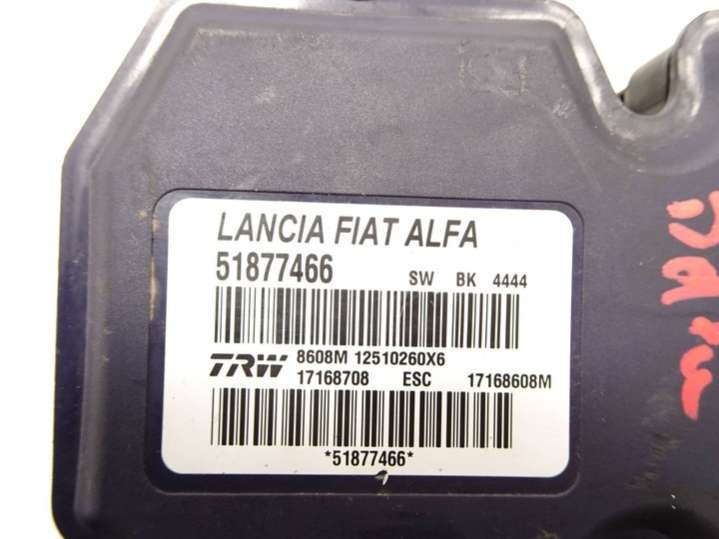 LANCIA FIAT ALFA
51877466 SW BK 4444
TRW 8608M 12510260X6
17168708 ESC 17168608M
*51877466*